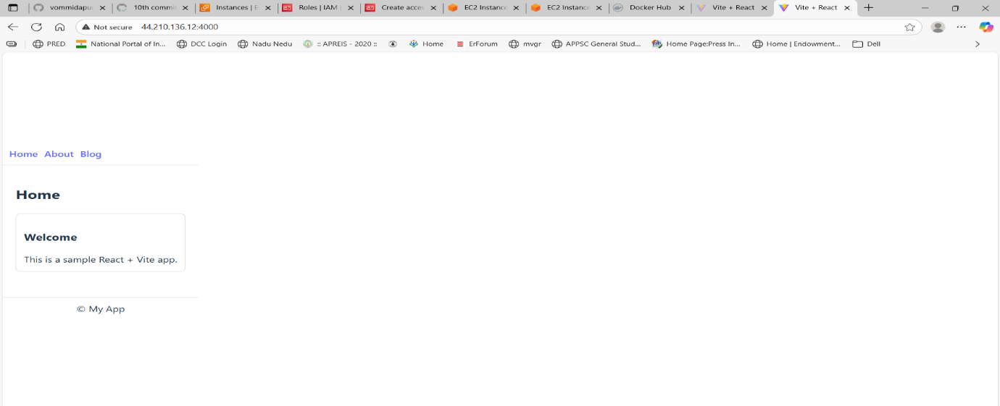 vommidapu
10th commi
Instances | E
Roles | IAM |
Create acces
EC2 Instance
EC2 Instance
Docker Hub
Vite + React
Vite + React
Not secure 44.210.136.12:4000
PRED
National Portal of In...
DCC Login
Nadu Nedu
:: APREIS - 2020 ::
Home
ErForum
mvgr
APPSC General Stud...
Home Page:Press In...
Home | Endowment...
Dell
Home About Blog
Home
Welcome
This is a sample React + Vite app.
© My App